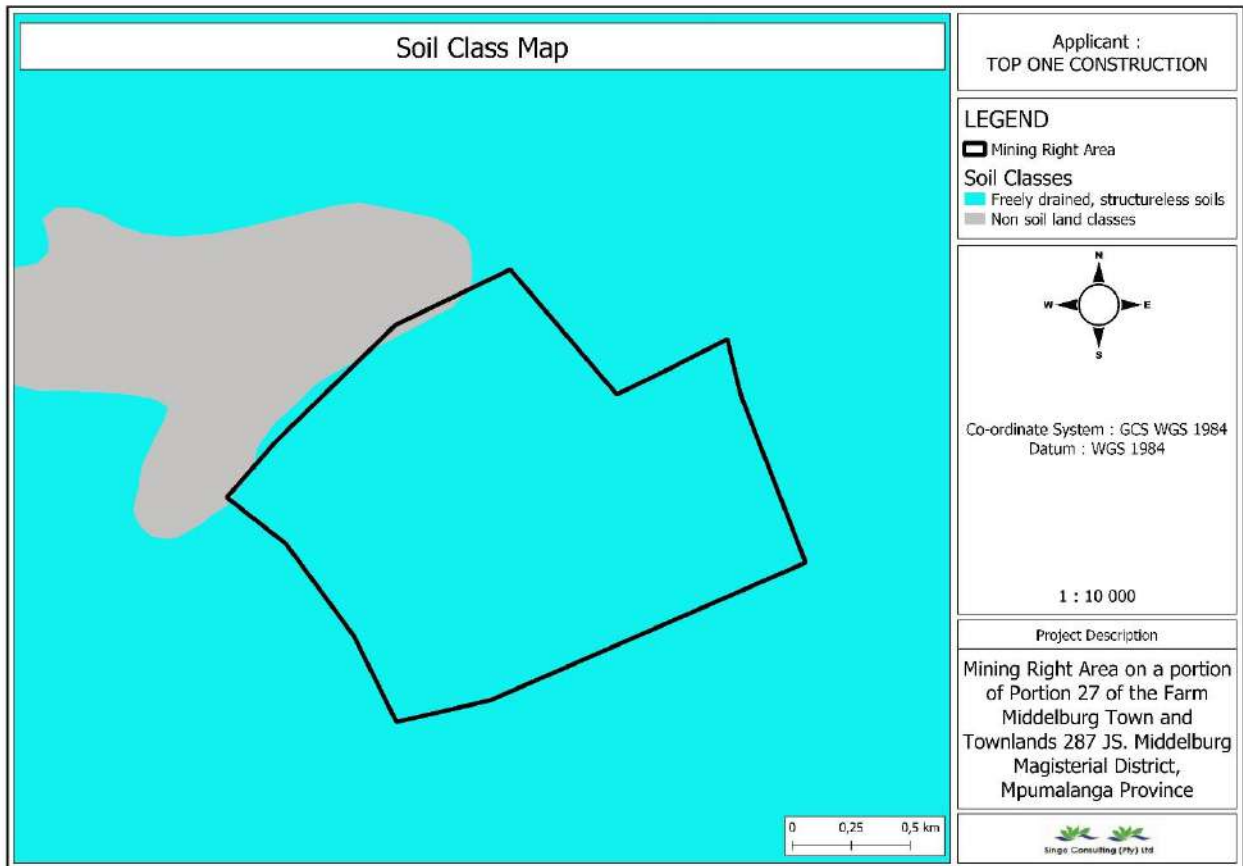 Soil Class Map
Applicant :
TOP ONE CONSTRUCTION
LEGEND
Mining Right Area
Soil Classes
Freely drained, structureless soils
Non soil land classes
N
W E
S
Co-ordinate System : GCS WGS 1984
Datum : WGS 1984
1 : 10 000
Project Description
Mining Right Area on a portion
of Portion 27 of the Farm
Middelburg Town and
Townlands 287 JS. Middelburg
Magisterial District,
Mpumalanga Province
0 0,25 0,5 km
Singo Consulting (Pty) Ltd